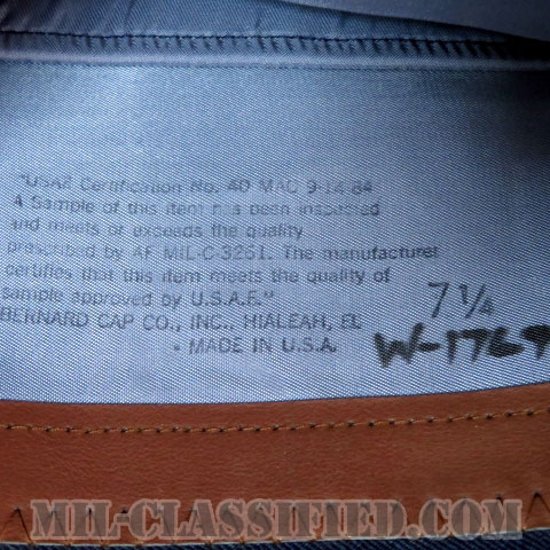 "USAF Certification No. 40 MAC 9-14-84
A Sample of this item has been inspected
and meets or exceeds the quality
prescribed by AF MIL-C-3261. The manufacturer
certifies that this item meets the quality of
sample approved by U.S.A.F."
BERNARD CAP CO., INC., HIALEAH, FL
• MADE IN U.S.A.
7 1/4
W-1769
MIL-CLASSIFIED.COM